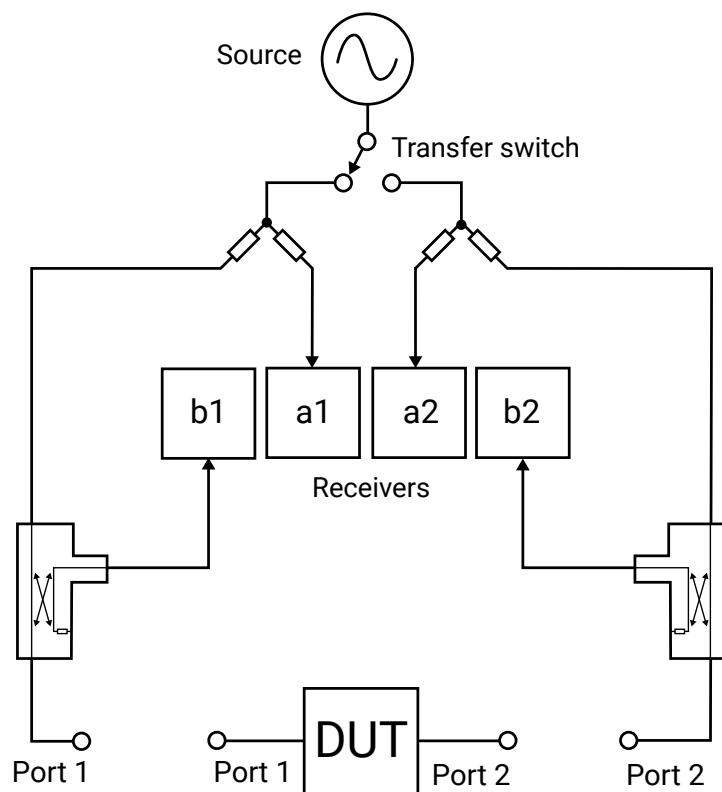 Source
Transfer switch
b1
a1
a2
b2
Receivers
DUT
Port 1
Port 1
Port 2
Port 2